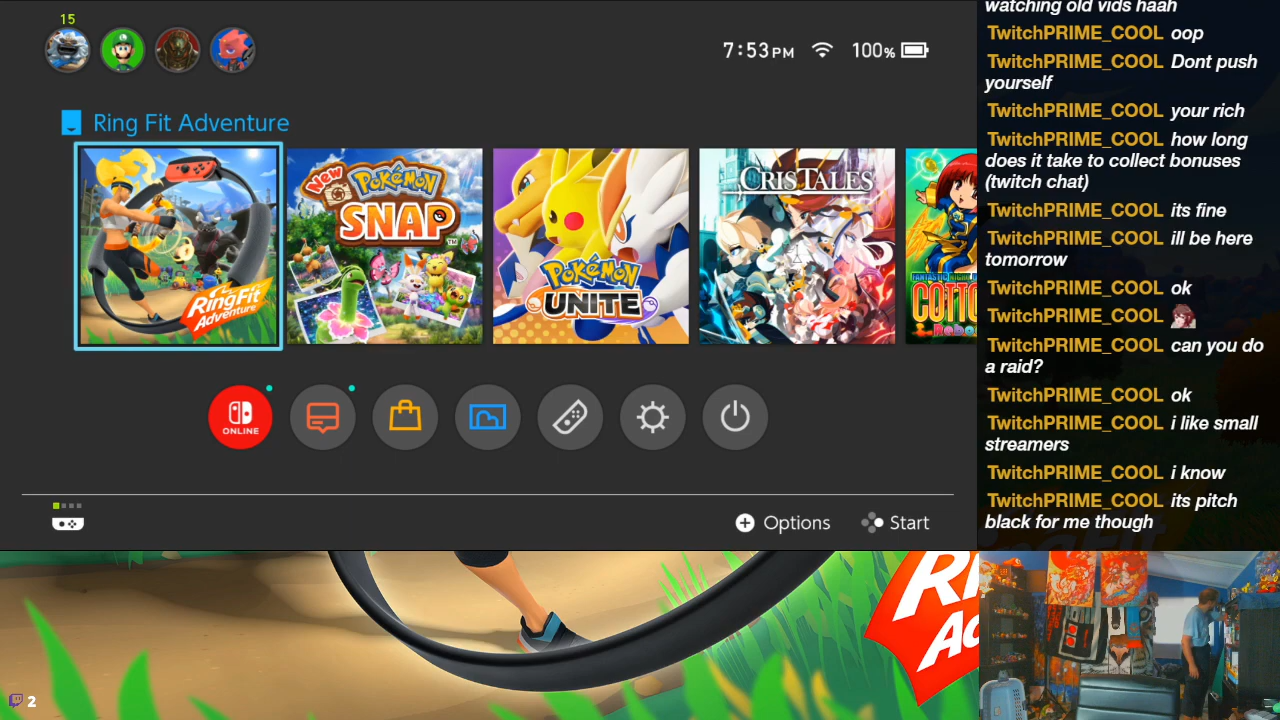 15
7:53PM
100%
Ring Fit Adventure
RingFit
Adventure
New
POKÉMON
SNAP
TM
POKÉMON
UNITE
CRISTALES
COTTO
ONLINE
Options
Start
watching old vids haah
TwitchPRIME_COOL oop
TwitchPRIME_COOL Dont push
yourself
TwitchPRIME_COOL your rich
TwitchPRIME_COOL how long
does it take to collect bonuses
(twitch chat)
TwitchPRIME_COOL its fine
TwitchPRIME_COOL ill be here
tomorrow
TwitchPRIME_COOL ok
TwitchPRIME_COOL
TwitchPRIME_COOL can you do
a raid?
TwitchPRIME_COOL ok
TwitchPRIME_COOL i like small
streamers
TwitchPRIME_COOL i know
TwitchPRIME_COOL its pitch
black for me though
2